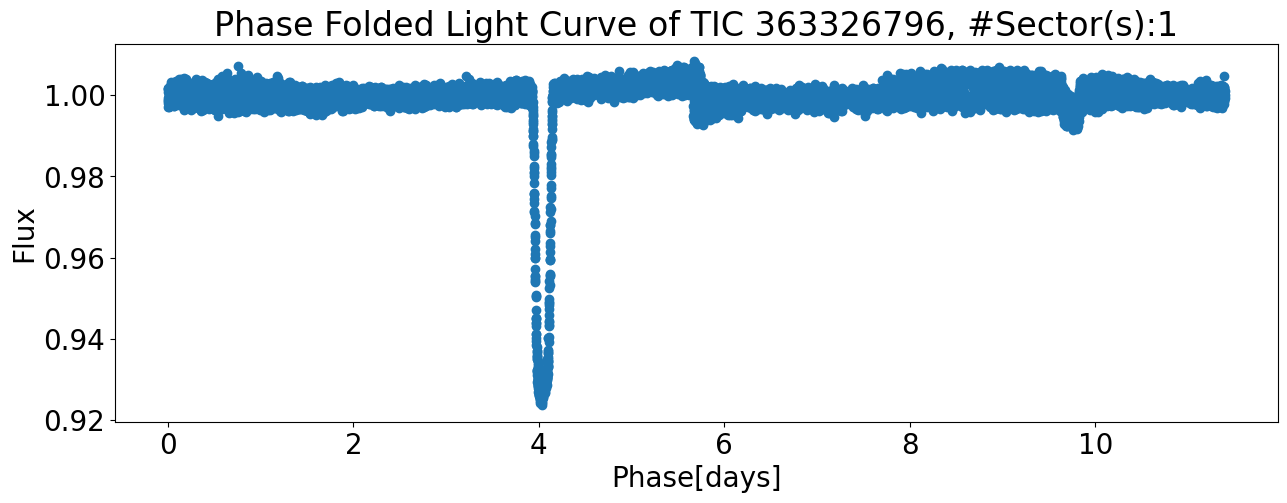 Phase Folded Light Curve of TIC 363326796, #Sector(s):1
1.00
0.98
0.96
0.94
0.92
Flux
0 2 4 6 8 10
Phase[days]